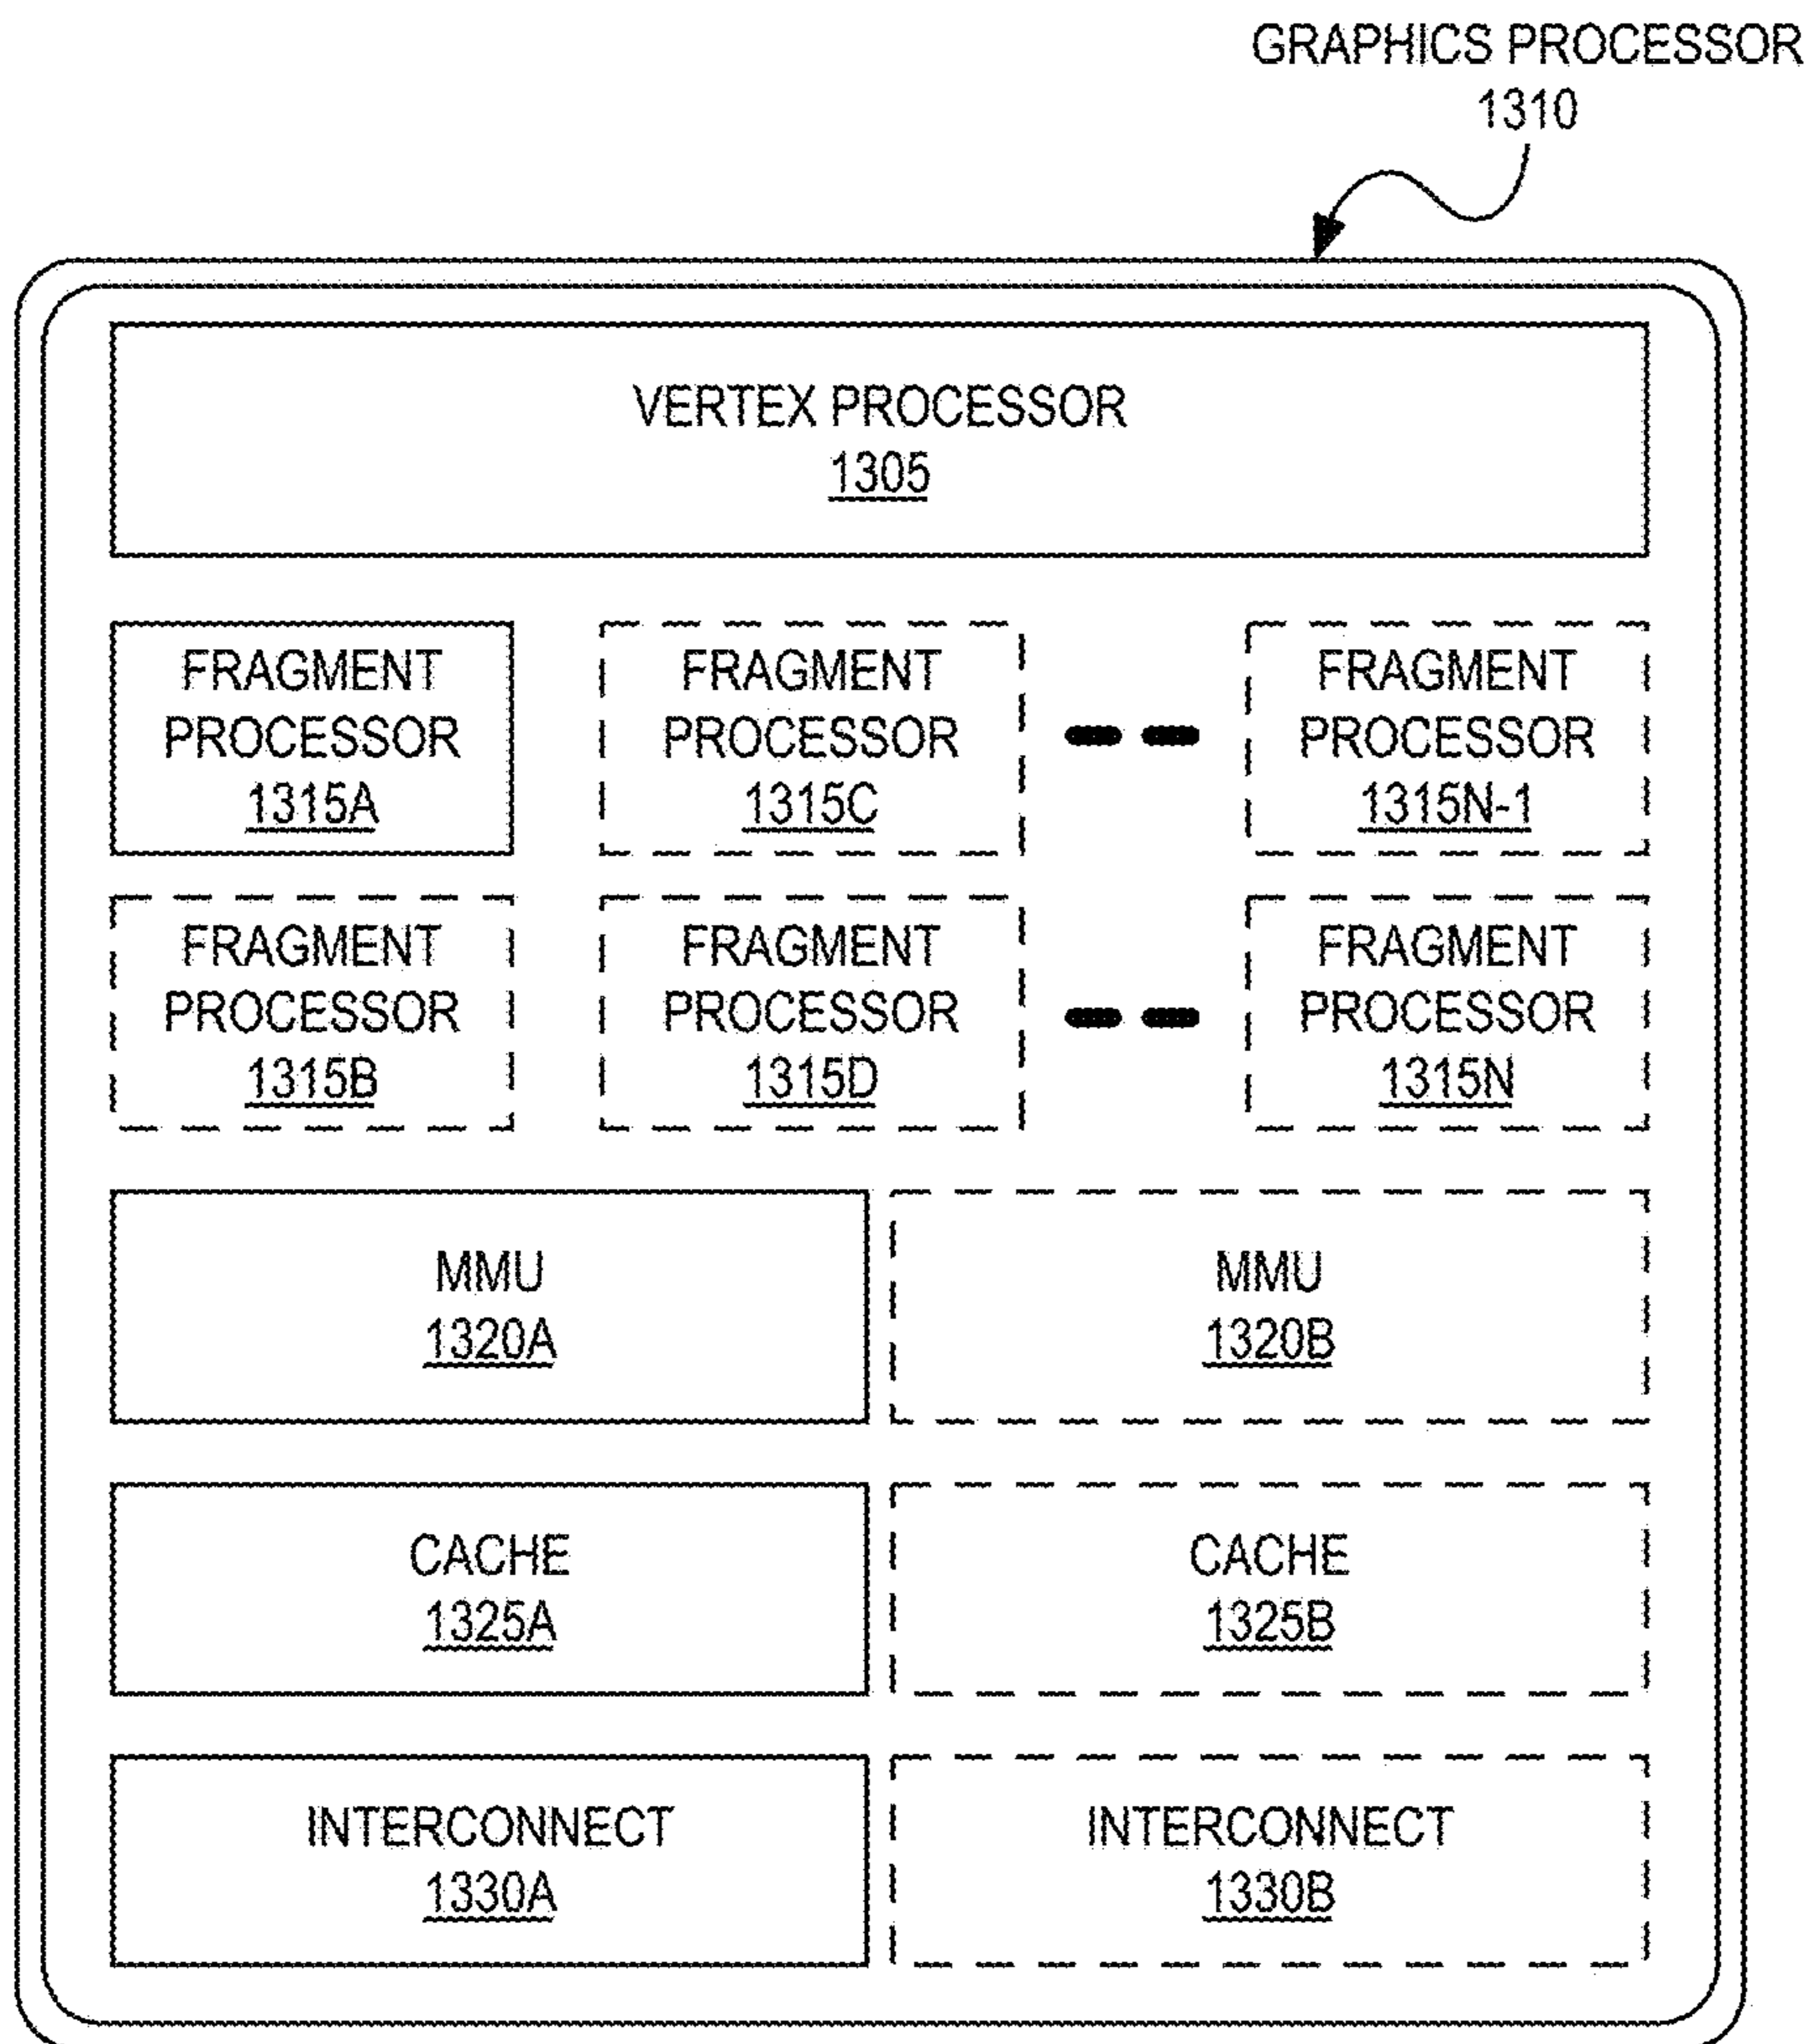 GRAPHICS PROCESSOR
1310
VERTEX PROCESSOR
1305
FRAGMENT
PROCESSOR
1315A
FRAGMENT
PROCESSOR
1315C
FRAGMENT
PROCESSOR
1315N-1
FRAGMENT
PROCESSOR
1315B
FRAGMENT
PROCESSOR
1315D
FRAGMENT
PROCESSOR
1315N
MMU
1320A
MMU
1320B
CACHE
1325A
CACHE
1325B
INTERCONNECT
1330A
INTERCONNECT
1330B